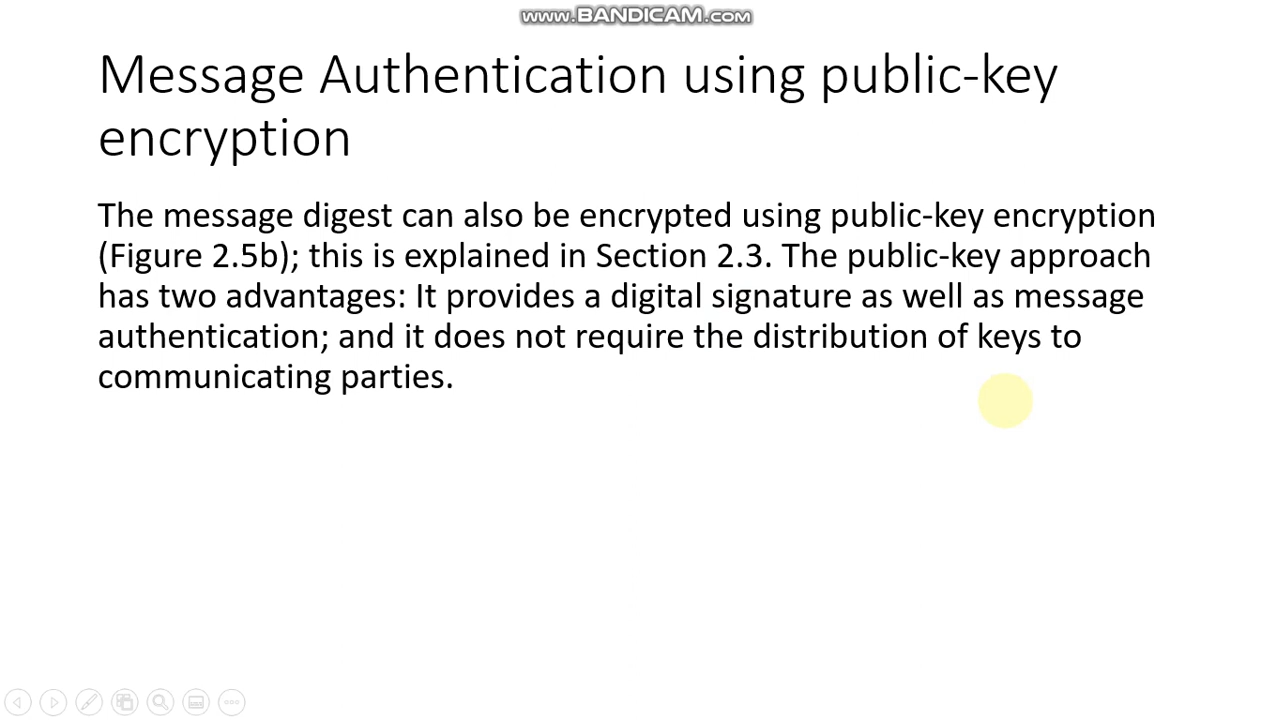 www.BANDICAM.com
Message Authentication using public-key
encryption
The message digest can also be encrypted using public-key encryption
(Figure 2.5b); this is explained in Section 2.3. The public-key approach
has two advantages: It provides a digital signature as well as message
authentication; and it does not require the distribution of keys to
communicating parties.